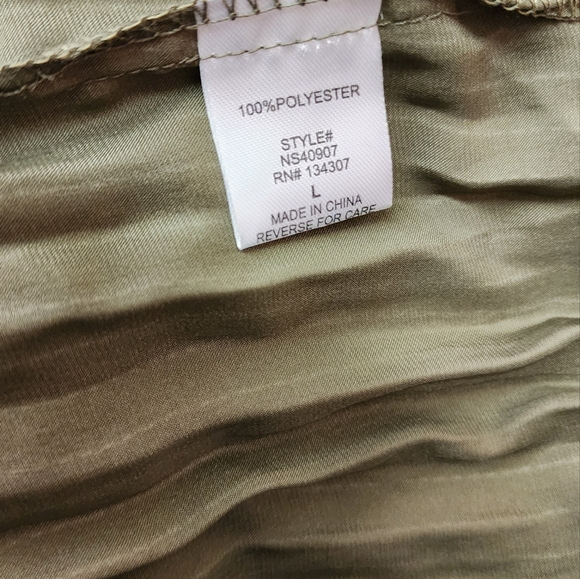 100%POLYESTER
STYLE#
NS40907
RN# 134307
L
MADE IN CHINA
REVERSE FOR CARE